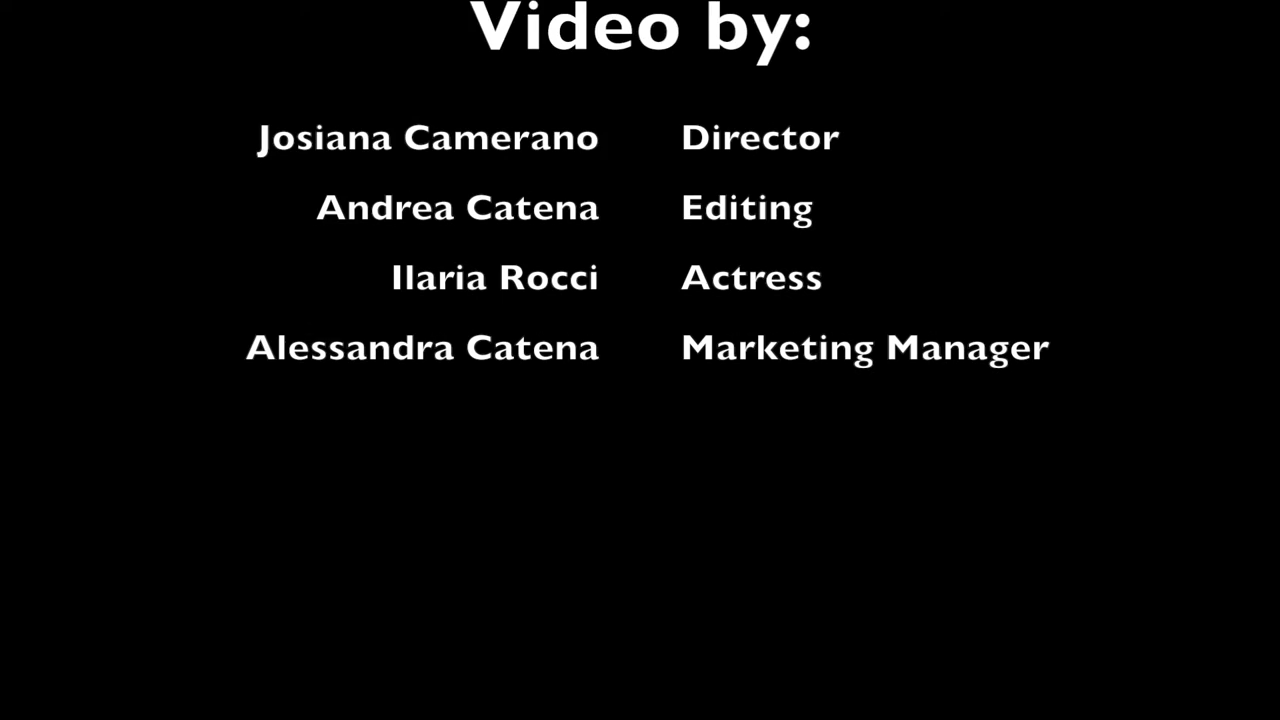 Video by:
Josiana Camerano Director
Andrea Catena Editing
Ilaria Rocci Actress
Alessandra Catena Marketing Manager